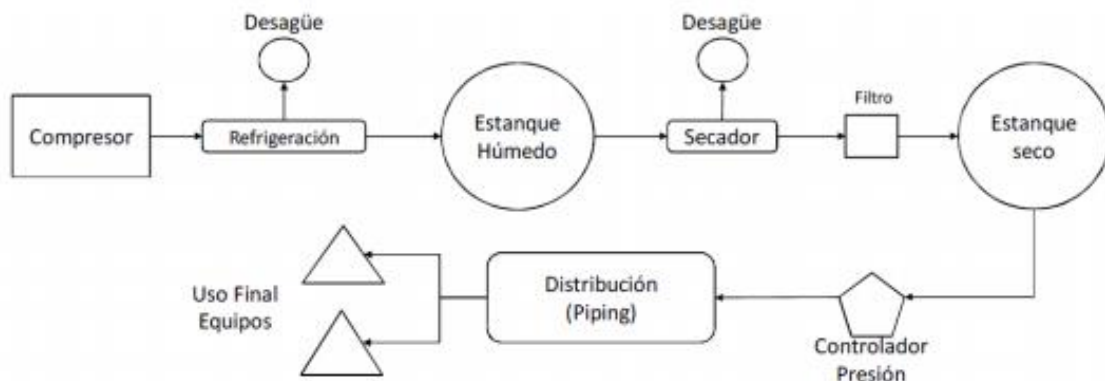 Desagüe
Desagüe
Compresor
Refrigeración
Estanque
Húmedo
Secador
Filtro
Estanque
seco
Uso Final
Equipos
Distribución
(Piping)
Controlador
Presión